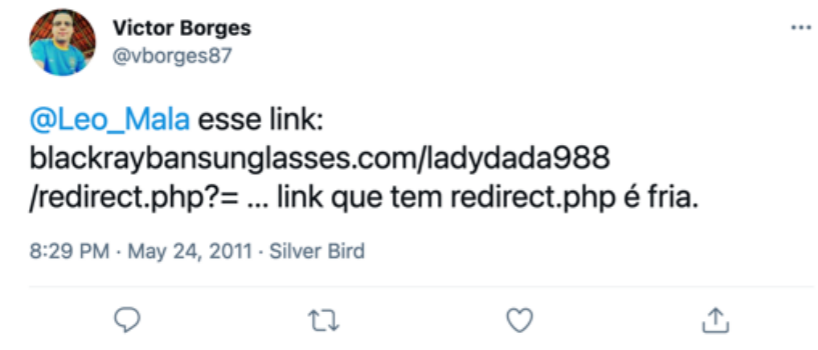 Victor Borges
@vborges87
@Leo_Mala esse link:
blackraybansunglasses.com/ladydada988
/redirect.php?= ... link que tem redirect.php é fria.
8:29 PM · May 24, 2011 · Silver Bird